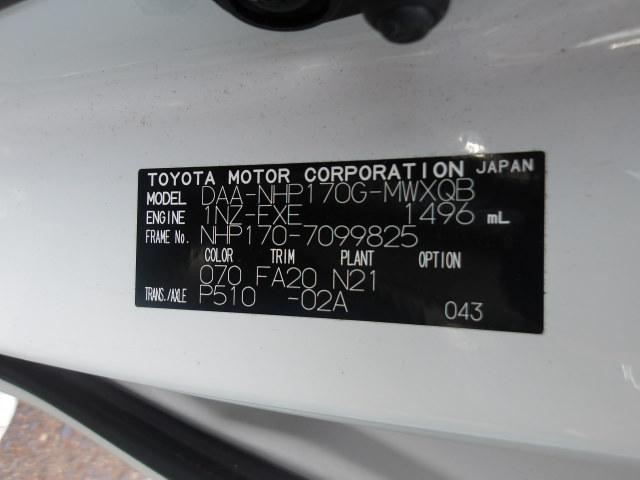 TOYOTA MOTOR CORPORATION JAPAN
MODEL DAA-NHP170G-MWXQB
ENGINE 1NZ-FXE 1496 mL
FRAME No. NHP170-7099825
COLOR TRIM PLANT OPTION
070 FA20 N21
TRANS./AXLE P510 -02A 043